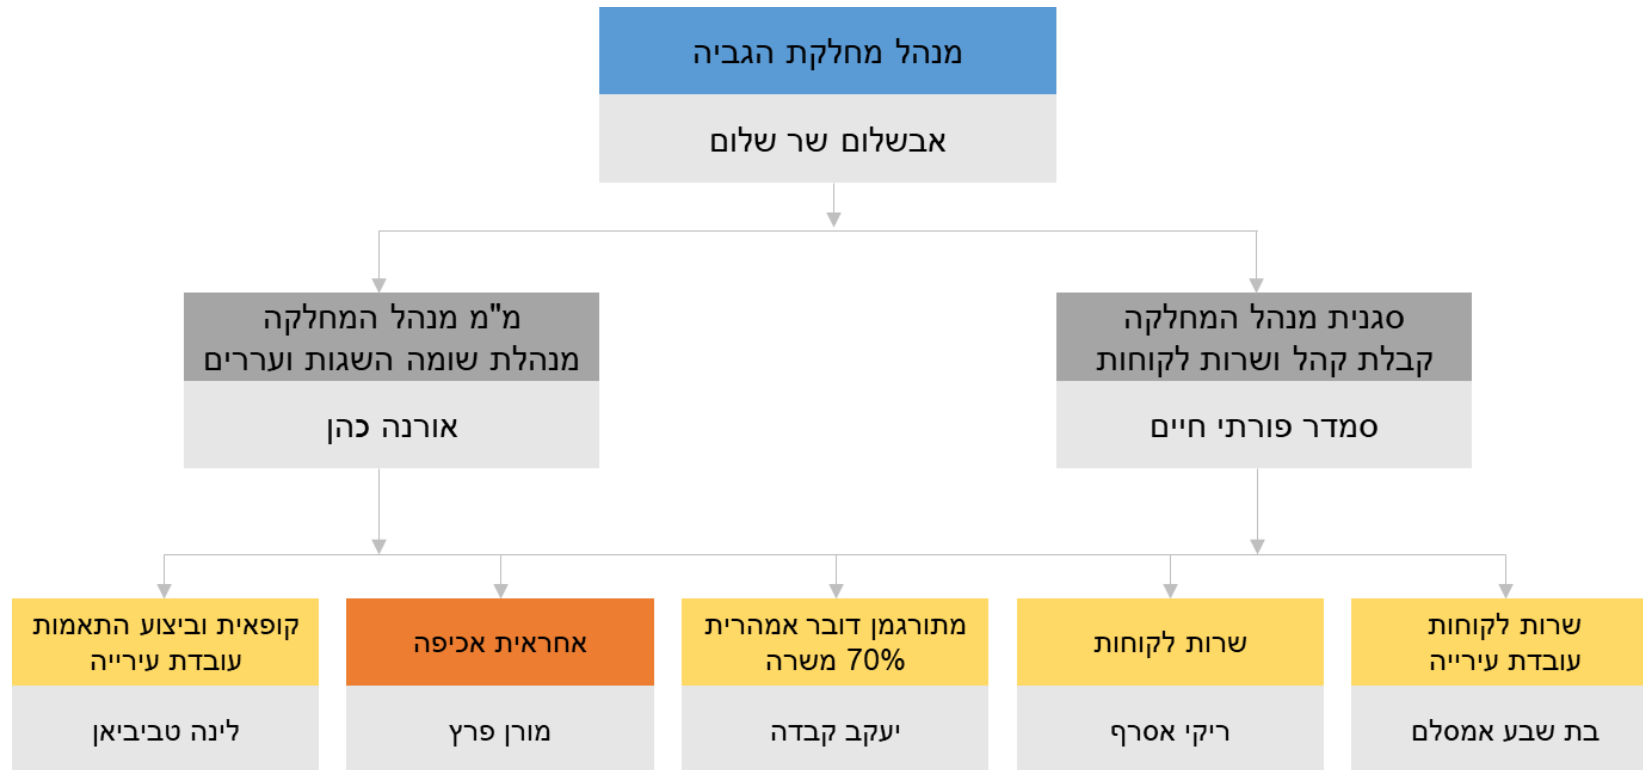 מנהל מחלקת הגביה
אבשלום שר שלום
סגנית מנהל המחלקה
קבלת קהל ושרות לקוחות
סמדר פורתי חיים
מ"מ מנהל המחלקה
מנהלת שומה השגות ועררים
אורנה כהן
שרות לקוחות
עובדת עירייה
בת שבע אמסלם
שרות לקוחות
ריקי אסרף
מתורגמן דובר אמהרית
70% משרה
יעקב קבדה
אחראית אכיפה
מורן פרץ
קופאית וביצוע התאמות
עובדת עירייה
לינה טביביאן